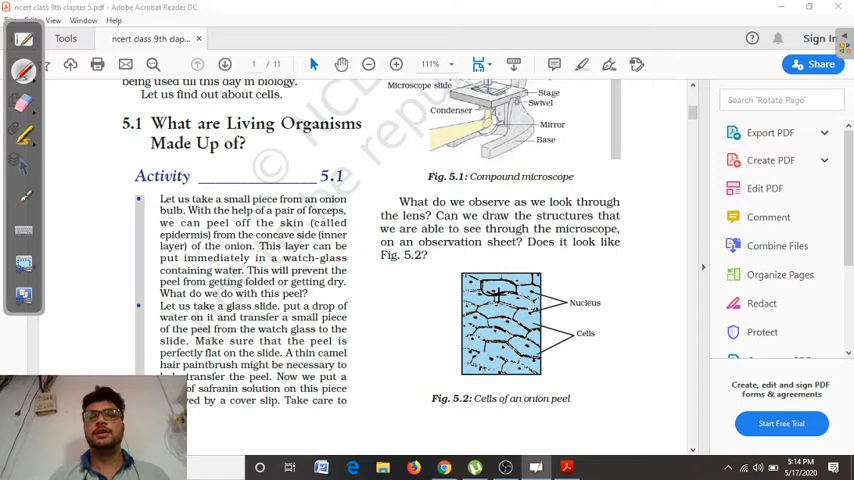 ncert class 9th chapter 5.pdf - Adobe Acrobat Reader DC
File Edit View Window Help
Tools
ncert class 9th clap...
Sign In
1 / 11
111%
Share
being used till this day in biology.
Let us find out about cells.
5.1 What are Living Organisms
Made Up of?
Activity ______________ 5.1
• Let us take a small piece from an onion
bulb. With the help of a pair of forceps,
we can peel off the skin (called
epidermis) from the concave side (inner
layer) of the onion. This layer can be
put immediately in a watch-glass
containing water. This will prevent the
peel from getting folded or getting dry.
What do we do with this peel?
• Let us take a glass slide, put a drop of
water on it and transfer a small piece
of the peel from the watch glass to the
slide. Make sure that the peel is
perfectly flat on the slide. A thin camel
hair paintbrush might be necessary to
transfer the peel. Now we put a
of safranin solution on this piece
by a cover slip. Take care to
Microscope slide
Stage
Swivel
Condenser
Mirror
Base
Fig. 5.1: Compound microscope
What do we observe as we look through
the lens? Can we draw the structures that
we are able to see through the microscope,
on an observation sheet? Does it look like
Fig. 5.2?
Nucleus
Cells
Fig. 5.2: Cells of an onion peel
Search 'Rotate Page'
Export PDF
Create PDF
Edit PDF
Comment
Combine Files
Organize Pages
Redact
Protect
Create, edit and sign PDF
forms & agreements
Start Free Trial
5:14 PM
5/17/2020